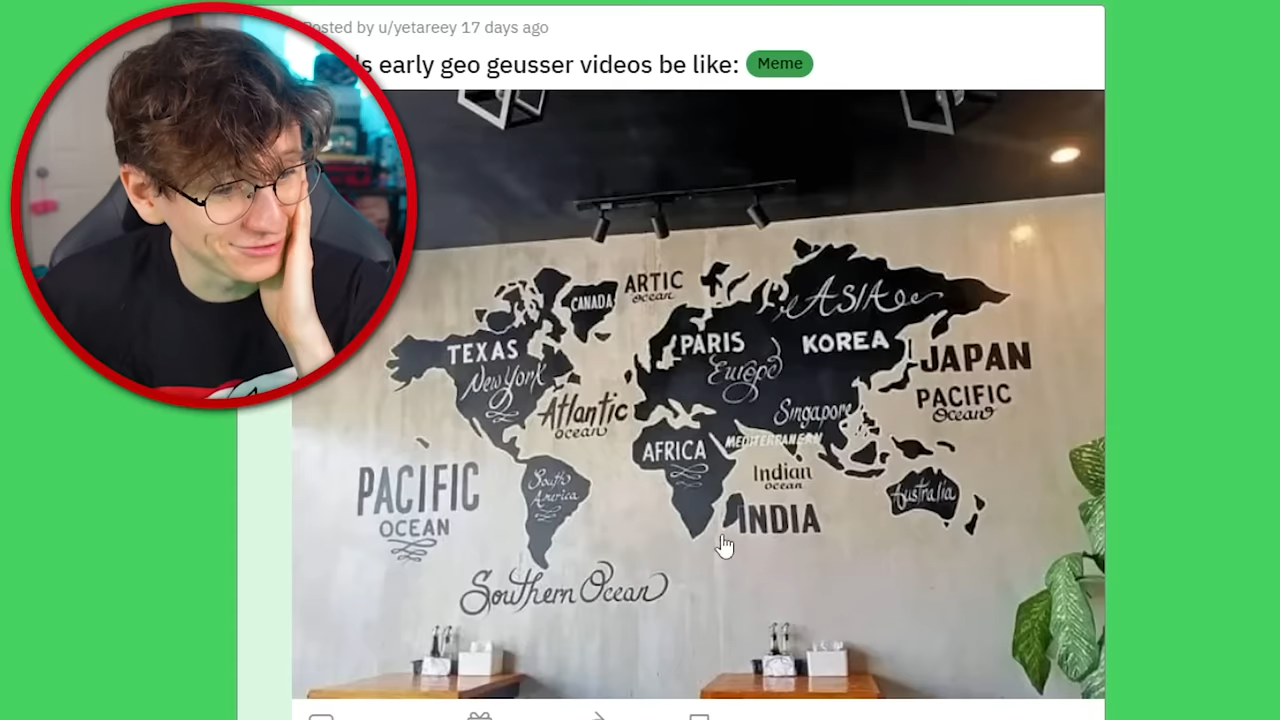 Posted by u/yetareey 17 days ago
early geo geusser videos be like: Meme
ARTIC
ocean
CANADA
ASIA
TEXAS
PARIS
KOREA
JAPAN
New York
Europe
PACIFIC
Ocean
Atlantic
ocean
Singapore
AFRICA
MEDITERRANEAN
Indian
ocean
South
America
Australia
PACIFIC
OCEAN
INDIA
Southern Ocean